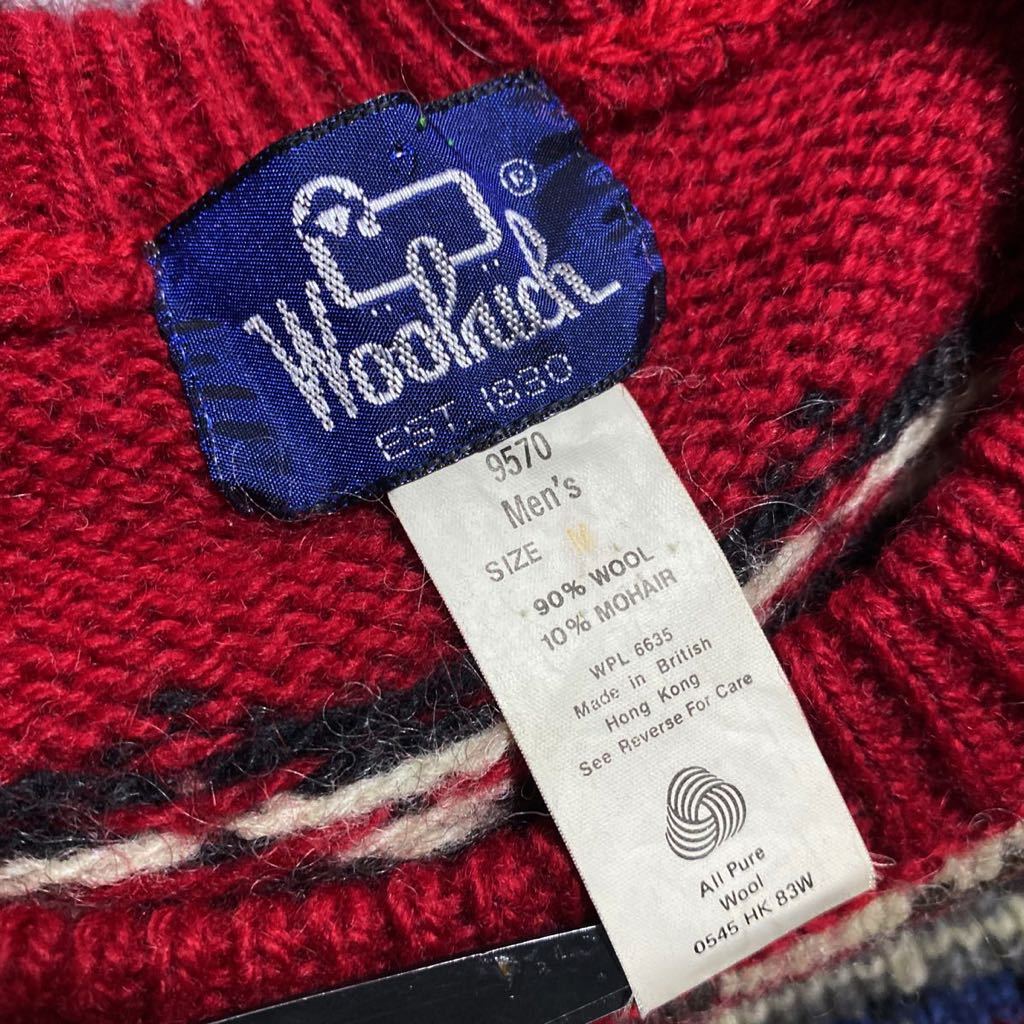 Woolrich
®
EST. 1830
9570
Men's
SIZE M
90% WOOL
10% MOHAIR
WPL 6635
Made in British
Hong Kong
See Reverse For Care
All Pure
Wool
0545 HK 83W